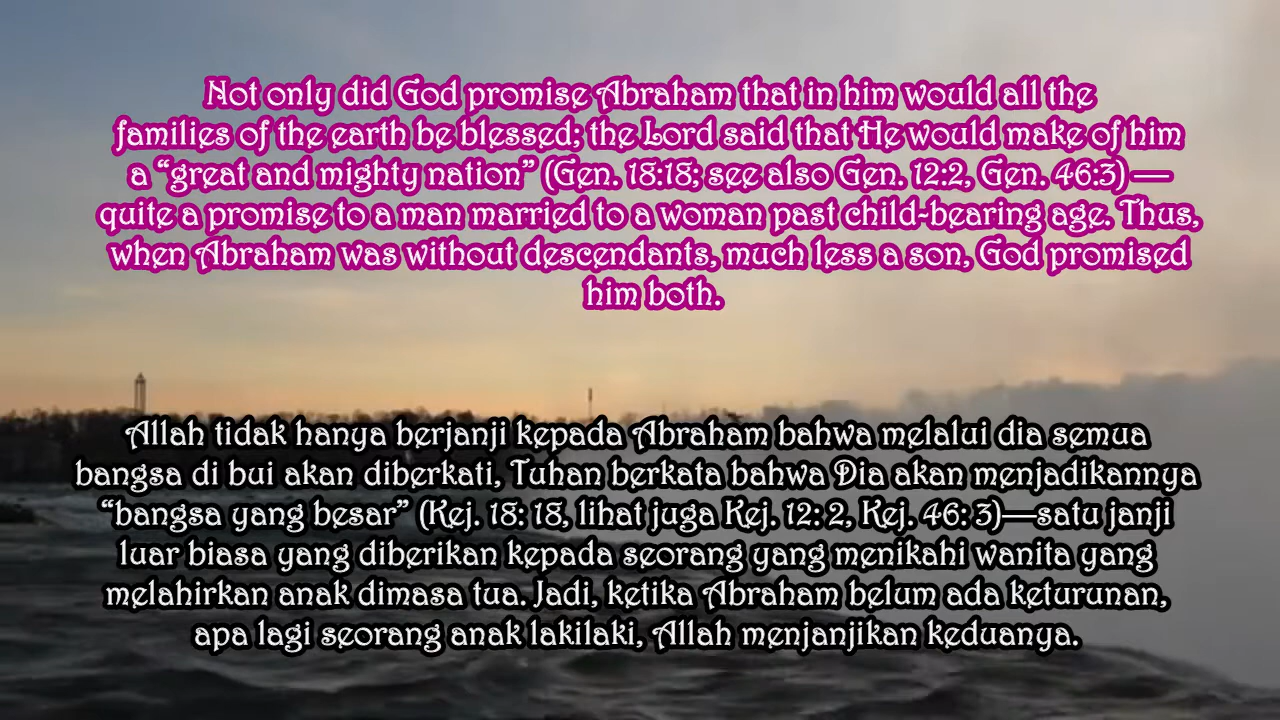 Not only did God promise Abraham that in him would all the
families of the earth be blessed; the Lord said that He would make of him
a “great and mighty nation” (Gen. 18:18; see also Gen. 12:2, Gen. 46:3) —
quite a promise to a man married to a woman past child-bearing age. Thus,
when Abraham was without descendants, much less a son, God promised
him both.
Allah tidak hanya berjanji kepada Abraham bahwa melalui dia semua
bangsa di bui akan diberkati, Tuhan berkata bahwa Dia akan menjadikannya
“bangsa yang besar” (Kej. 18: 18, lihat juga Kej. 12: 2, Kej. 46: 3)—satu janji
luar biasa yang diberikan kepada seorang yang menikahi wanita yang
melahirkan anak dimasa tua. Jadi, ketika Abraham belum ada keturunan,
apa lagi seorang anak lakilaki, Allah menjanjikan keduanya.